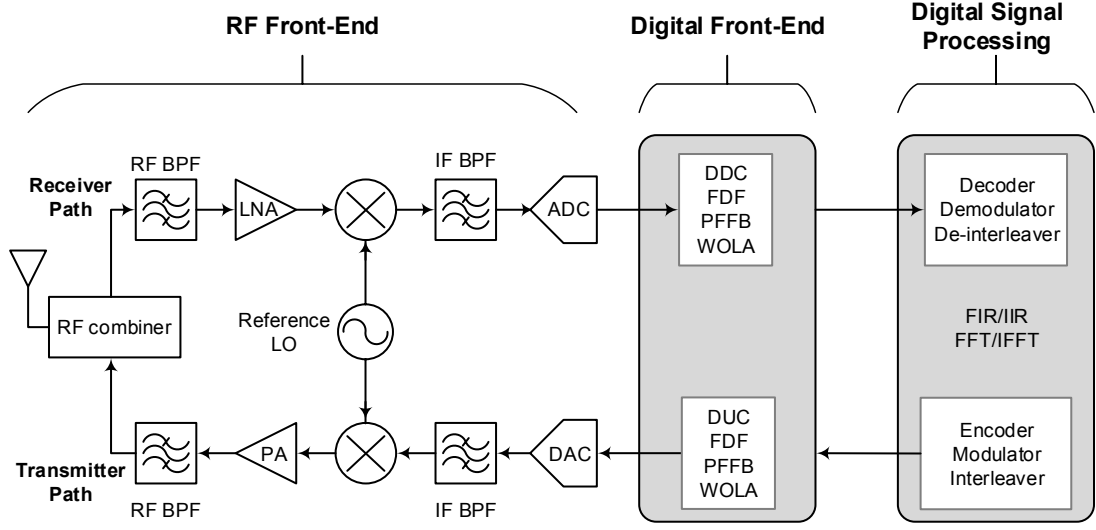 RF Front-End
Digital Front-End
Digital Signal
Processing
RF BPF
IF BPF
Receiver
Path
LNA
ADC
DDC
FDF
PFFB
WOLA
Decoder
Demodulator
De-interleaver
RF combiner
Reference
LO
FIR/IIR
FFT/IFFT
Transmitter
Path
PA
DAC
RF BPF
IF BPF
DUC
FDF
PFFB
WOLA
Encoder
Modulator
Interleaver